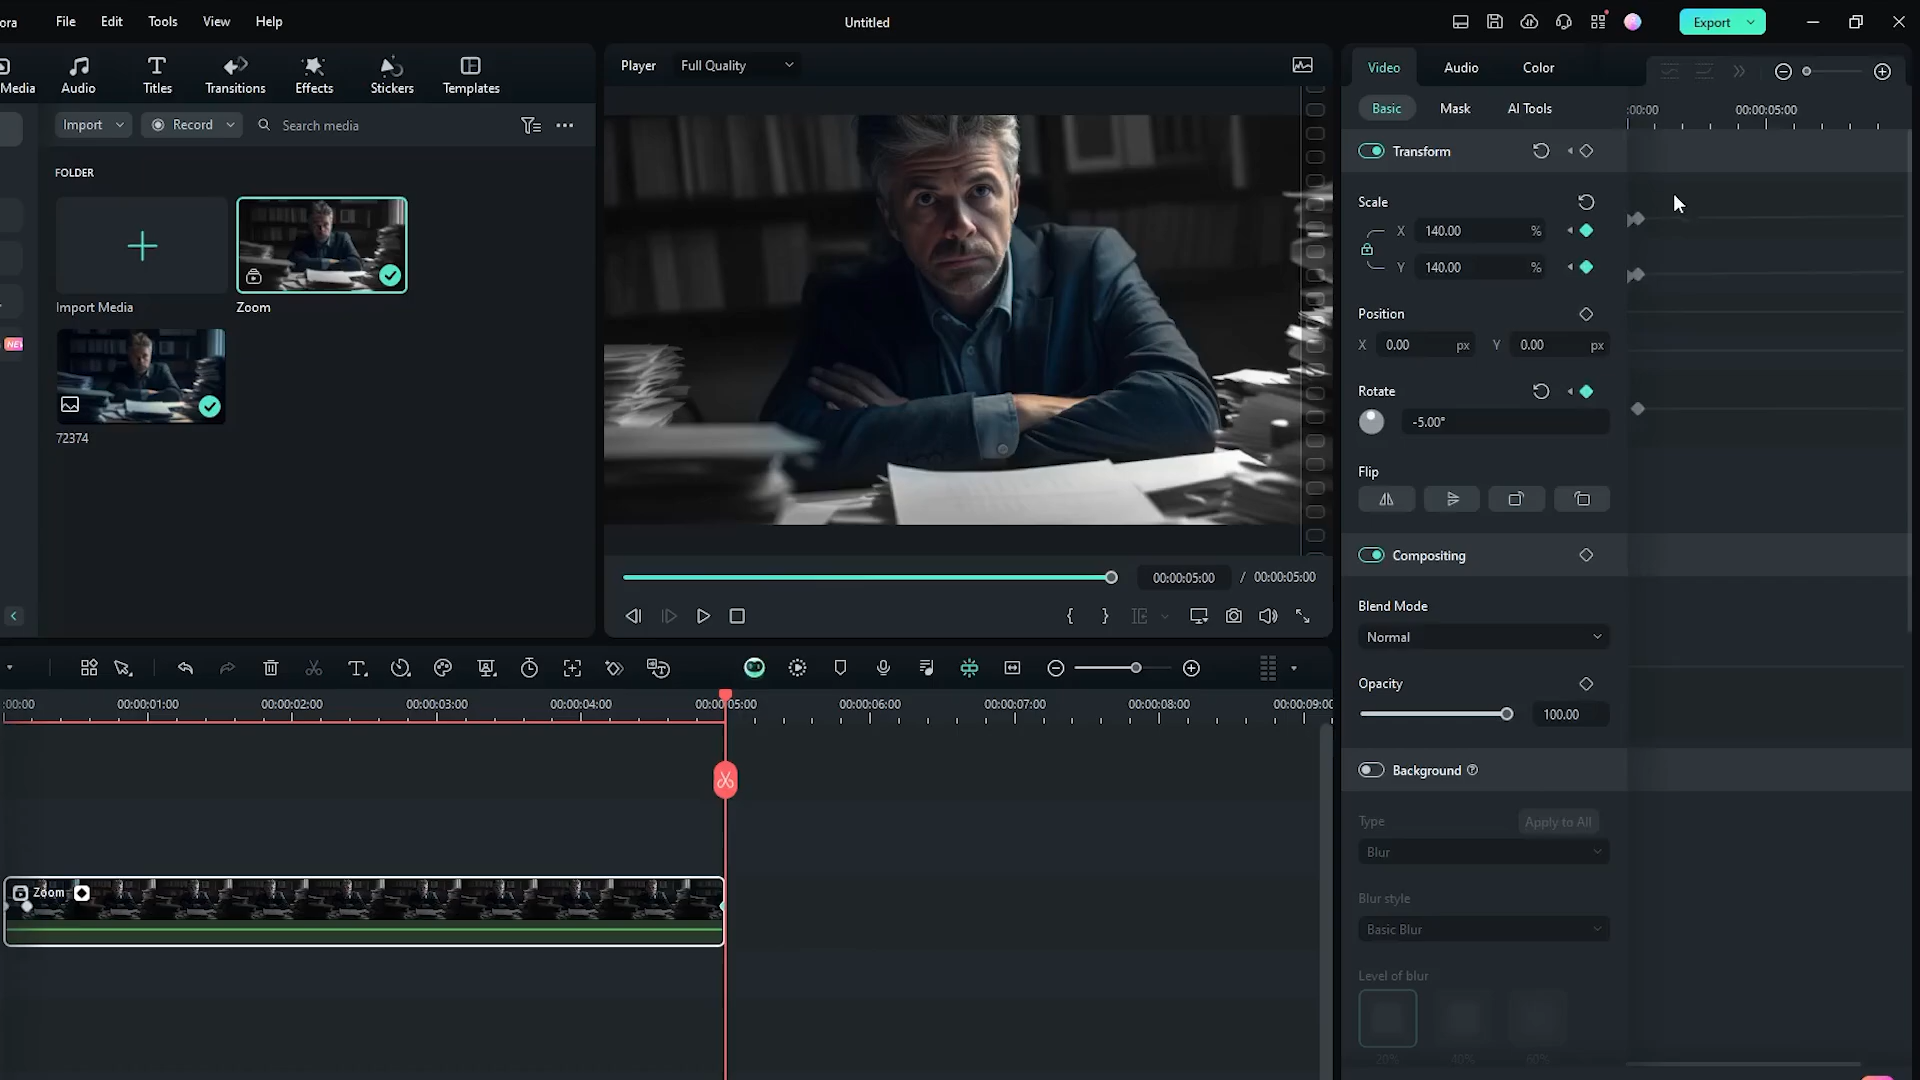 ora File Edit Tools View Help
Untitled
Export
Media Audio Titles Transitions Effects Stickers Templates
Import Record Search media
FOLDER
Import Media
Zoom
72374
NEW
Player Full Quality
00:00:05:00 / 00:00:05:00
Video Audio Color
Basic Mask AI Tools
:00:00 00:00:05:00
Transform
Scale
X 140.00 %
Y 140.00 %
Position
X 0.00 px Y 0.00 px
Rotate
-5.00°
Flip
Compositing
Blend Mode
Normal
Opacity
100.00
Background
Type Apply to All
Blur
Blur style
Basic Blur
Level of blur
20% 40% 60%
:00:00 00:00:01:00 00:00:02:00 00:00:03:00 00:00:04:00 00:00:05:00 00:00:06:00 00:00:07:00 00:00:08:00 00:00:09:0
Zoom